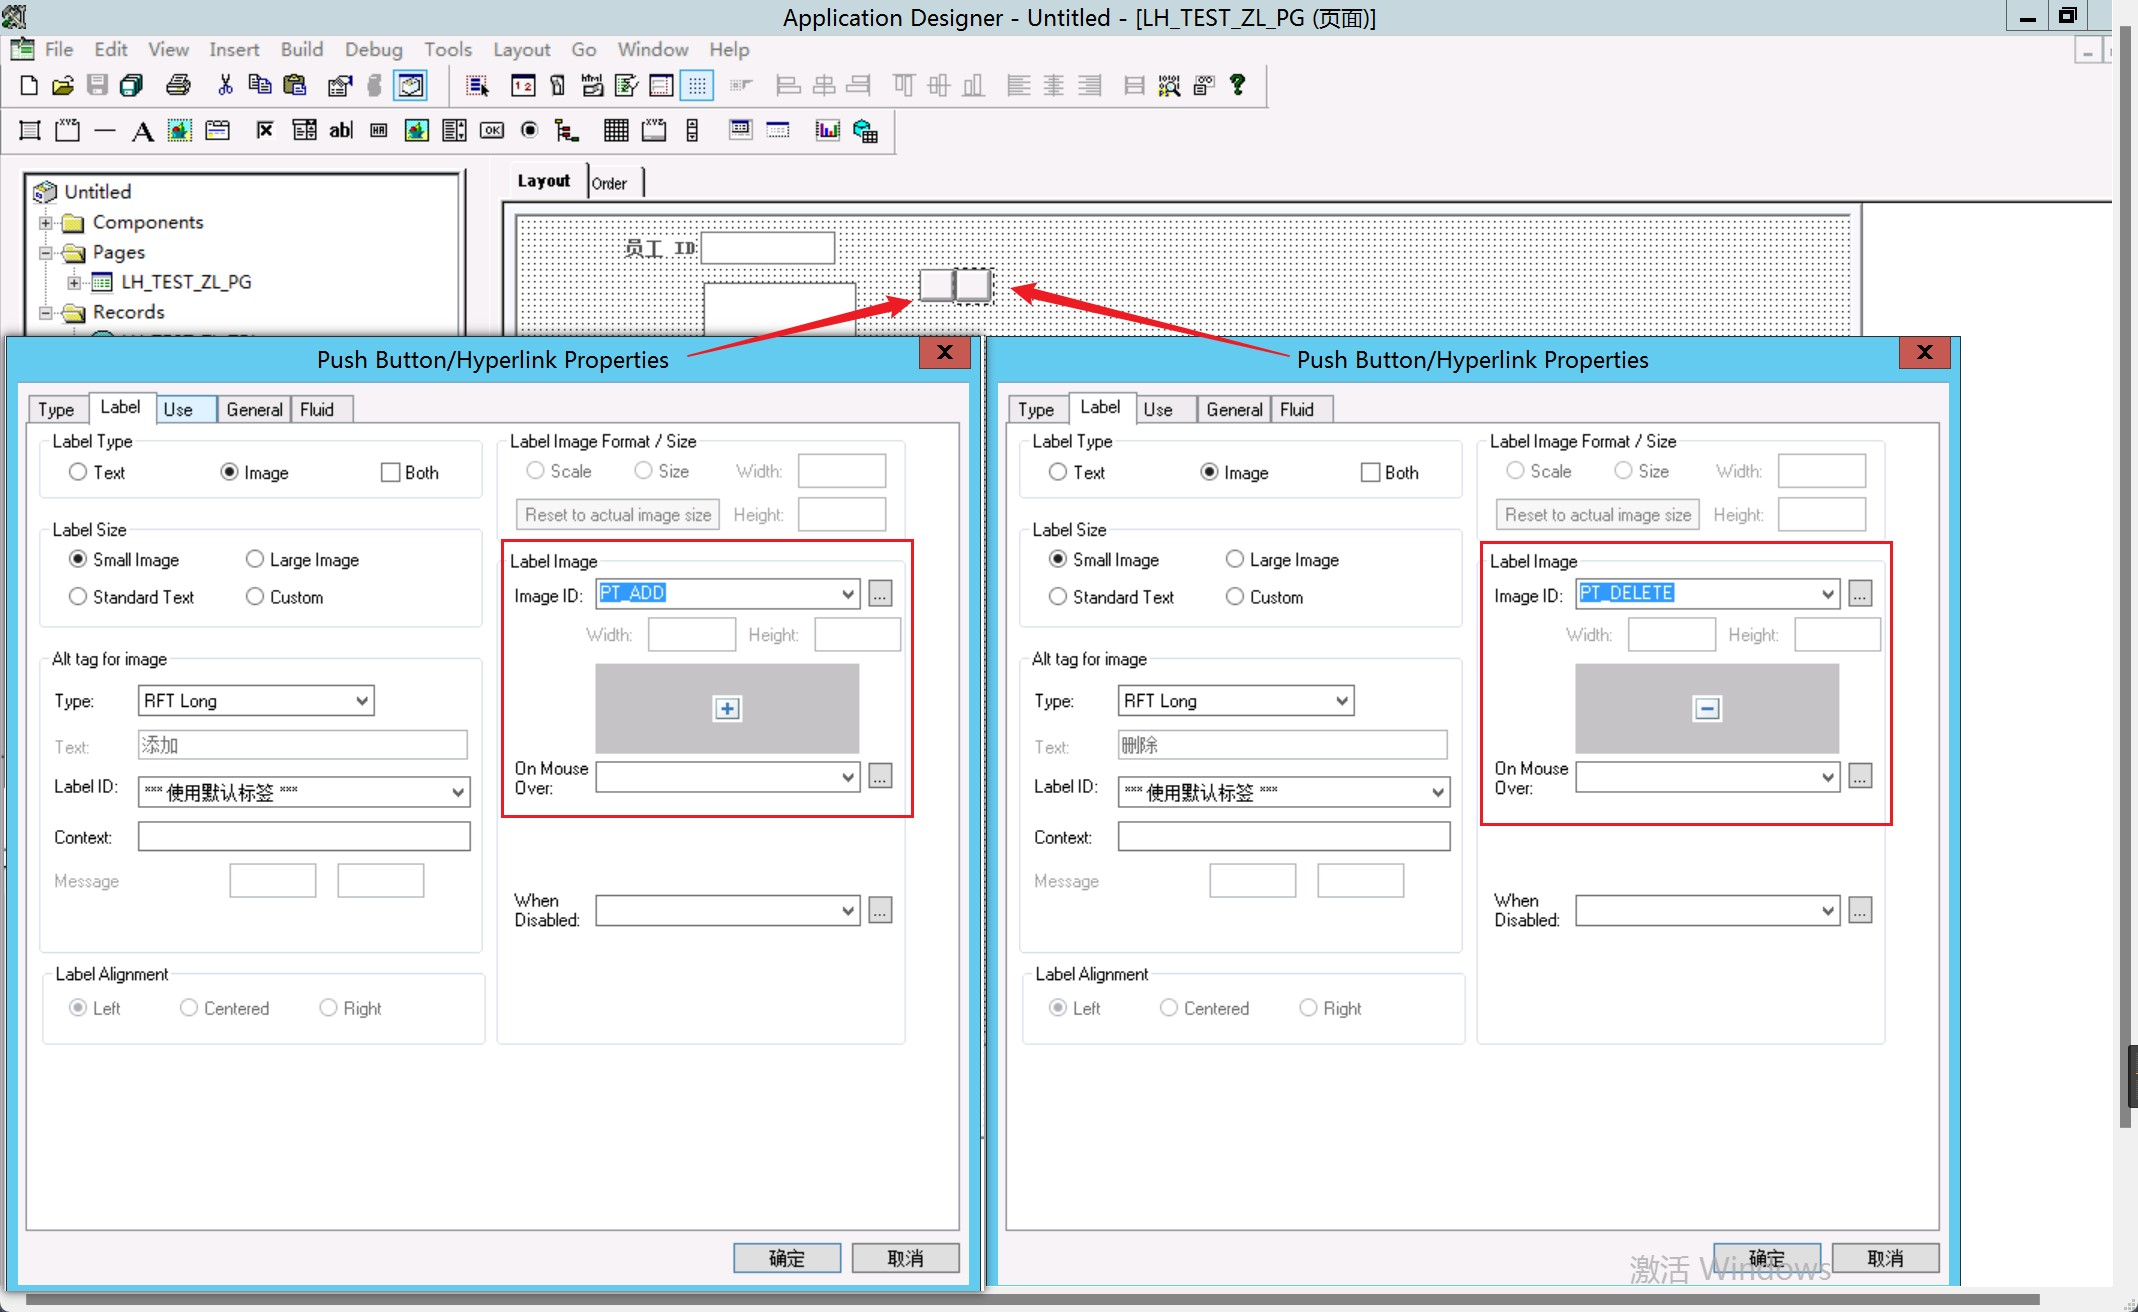 Application Designer - Untitled - [LH_TEST_ZL_PG (页面)]
File Edit View Insert Build Debug Tools Layout Go Window Help
Untitled
Components
Pages
LH_TEST_ZL_PG
Records
Layout Order
员工 ID:
Push Button/Hyperlink Properties
Type Label Use General Fluid
Label Type
Text Image Both
Label Size
Small Image Large Image
Standard Text Custom
Alt tag for image
Type: RFT Long
Text: 添加
Label ID: *** 使用默认标签 ***
Context:
Message
Label Alignment
Left Centered Right
Label Image Format / Size
Scale Size Width:
Reset to actual image size Height:
Label Image
Image ID: PT_ADD ...
Width: Height:
On Mouse
Over: ...
When
Disabled: ...
确定 取消
Push Button/Hyperlink Properties
Type Label Use General Fluid
Label Type
Text Image Both
Label Size
Small Image Large Image
Standard Text Custom
Alt tag for image
Type: RFT Long
Text: 删除
Label ID: *** 使用默认标签 ***
Context:
Message
Label Alignment
Left Centered Right
Label Image Format / Size
Scale Size Width:
Reset to actual image size Height:
Label Image
Image ID: PT_DELETE ...
Width: Height:
On Mouse
Over: ...
When
Disabled: ...
确定 取消
激活 Windows